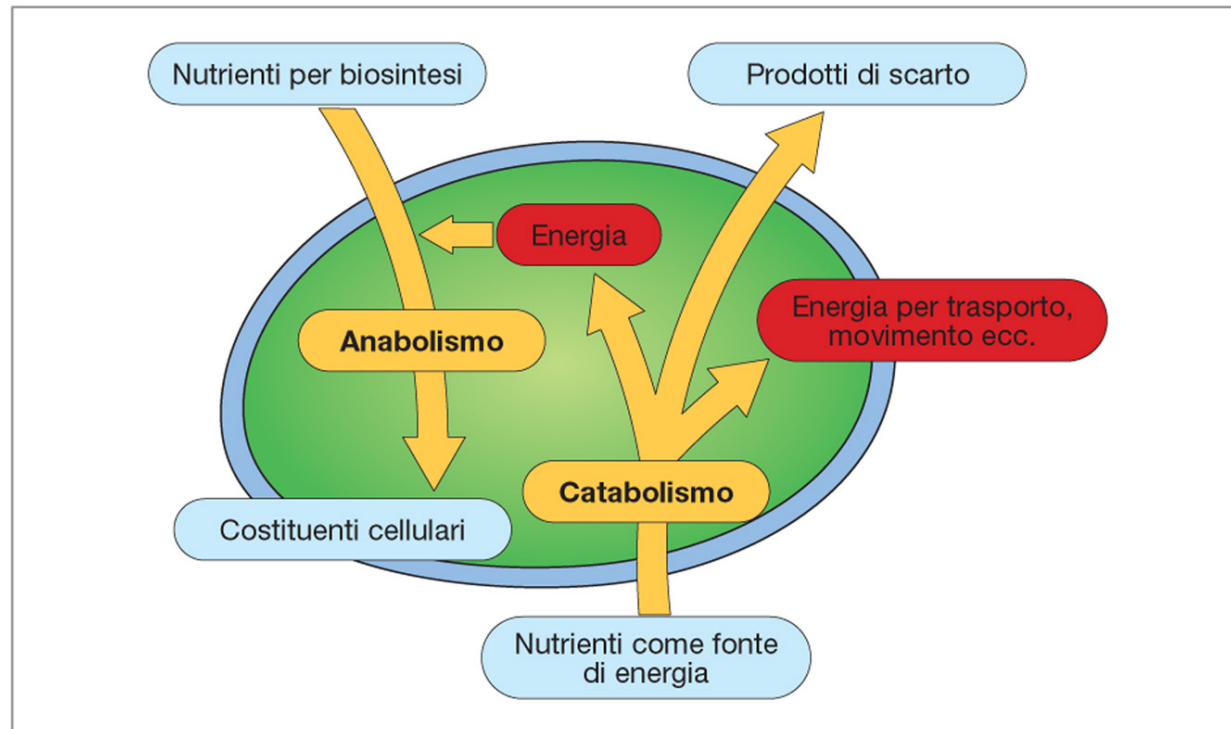 Nutrienti per biosintesi
Prodotti di scarto
Energia
Energia per trasporto,
movimento ecc.
Anabolismo
Catabolismo
Costituenti cellulari
Nutrienti come fonte
di energia